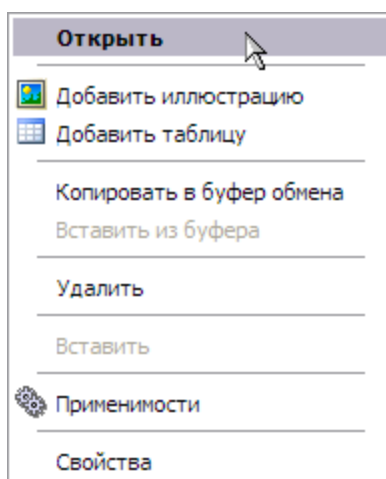 Открыть
Добавить иллюстрацию
Добавить таблицу
Копировать в буфер обмена
Вставить из буфера
Удалить
Вставить
Применимости
Свойства